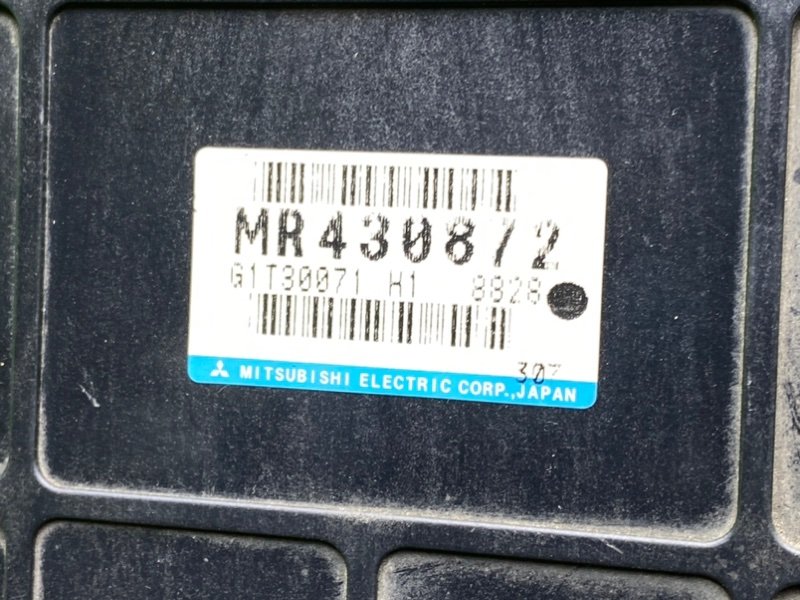 MR430872
G1T30071 H1 8828
307
MITSUBISHI ELECTRIC CORP.,JAPAN